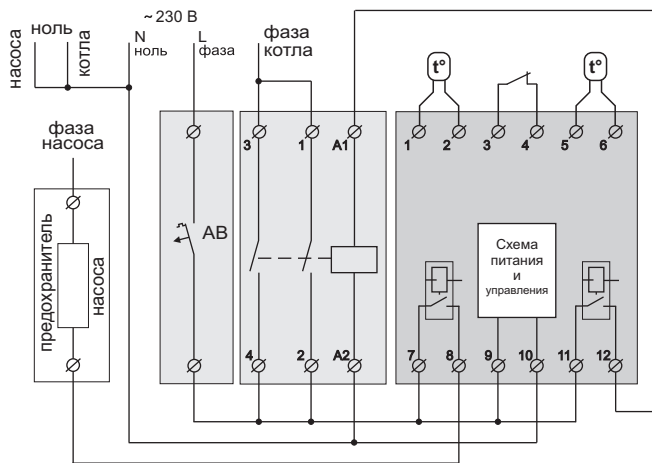 насоса
ноль
котла
~ 230 В
N
ноль
L
фаза
фаза
котла
фаза
насоса
предохранитель
насоса
АВ
3
1
A1
4
2
A2
t°
t°
1
2
3
4
5
6
Схема
питания
и
управления
7
8
9
10
11
12